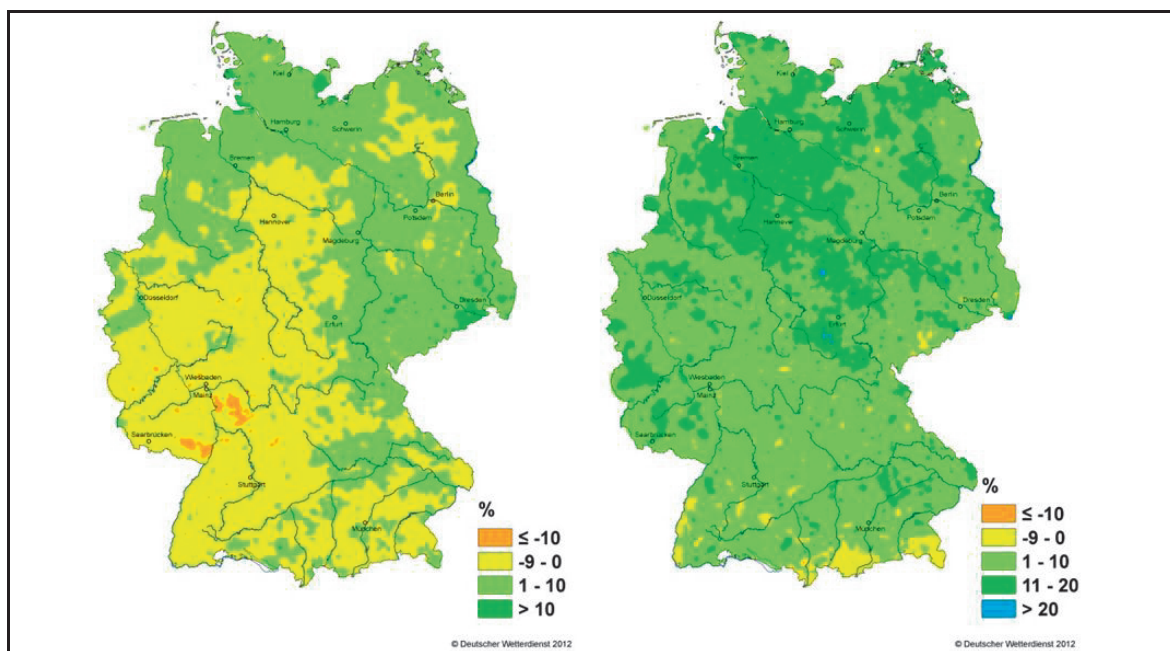 Kiel
Hamburg
Schwerin
Bremen
Berlin
Hannover
Potsdam
Magdeburg
Düsseldorf
Dresden
Erfurt
Wiesbaden
Mainz
Saarbrücken
Stuttgart
München
%
≤ -10
-9 - 0
1 - 10
> 10
© Deutscher Wetterdienst 2012
Kiel
Hamburg
Schwerin
Bremen
Berlin
Hannover
Potsdam
Magdeburg
Düsseldorf
Dresden
Erfurt
Wiesbaden
Mainz
Saarbrücken
Stuttgart
München
%
≤ -10
-9 - 0
1 - 10
11 - 20
> 20
© Deutscher Wetterdienst 2012